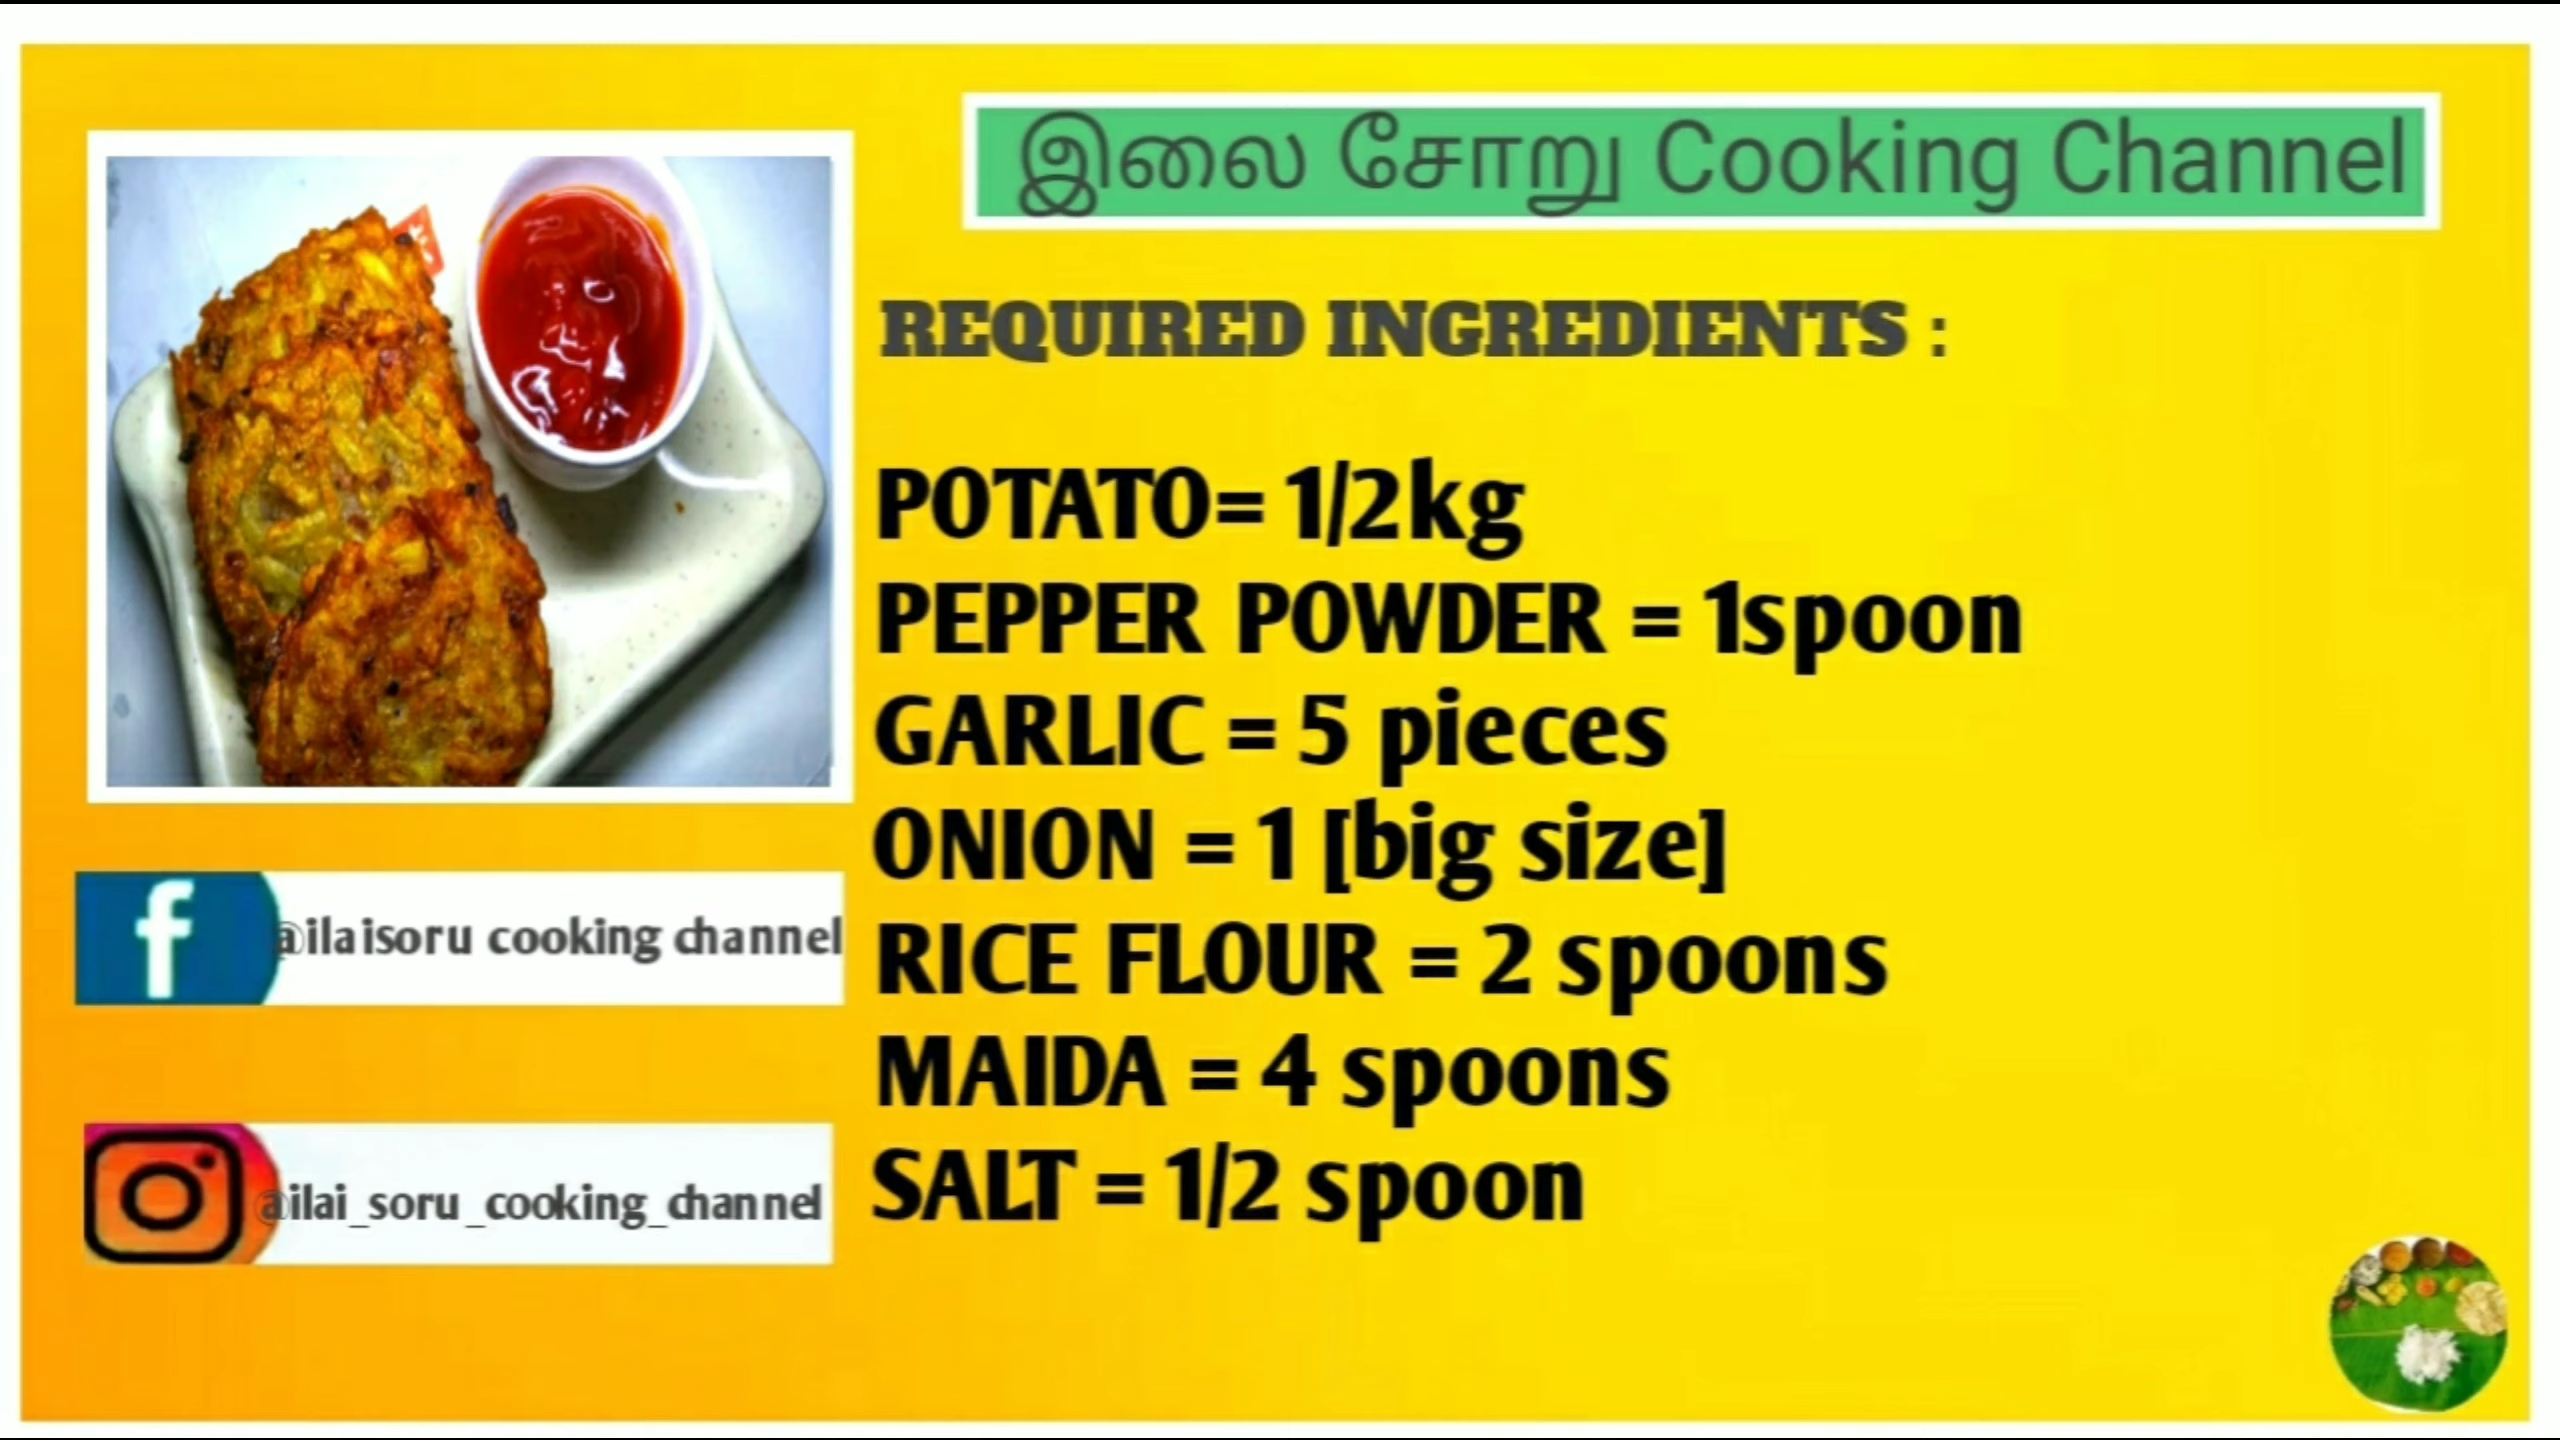 இலை சோறு Cooking Channel
REQUIRED INGREDIENTS :
POTATO= 1/2kg
PEPPER POWDER = 1spoon
GARLIC = 5 pieces
ONION = 1 [big size]
RICE FLOUR = 2 spoons
MAIDA = 4 spoons
SALT = 1/2 spoon
@ilaisoru cooking channel
@ilai_soru_cooking_channel